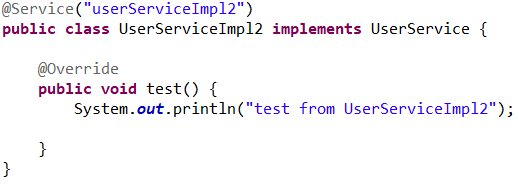 @Service("userServiceImpl2")
public class UserServiceImpl2 implements UserService {
@Override
public void test() {
System.out.println("test from UserServiceImpl2");
}
}